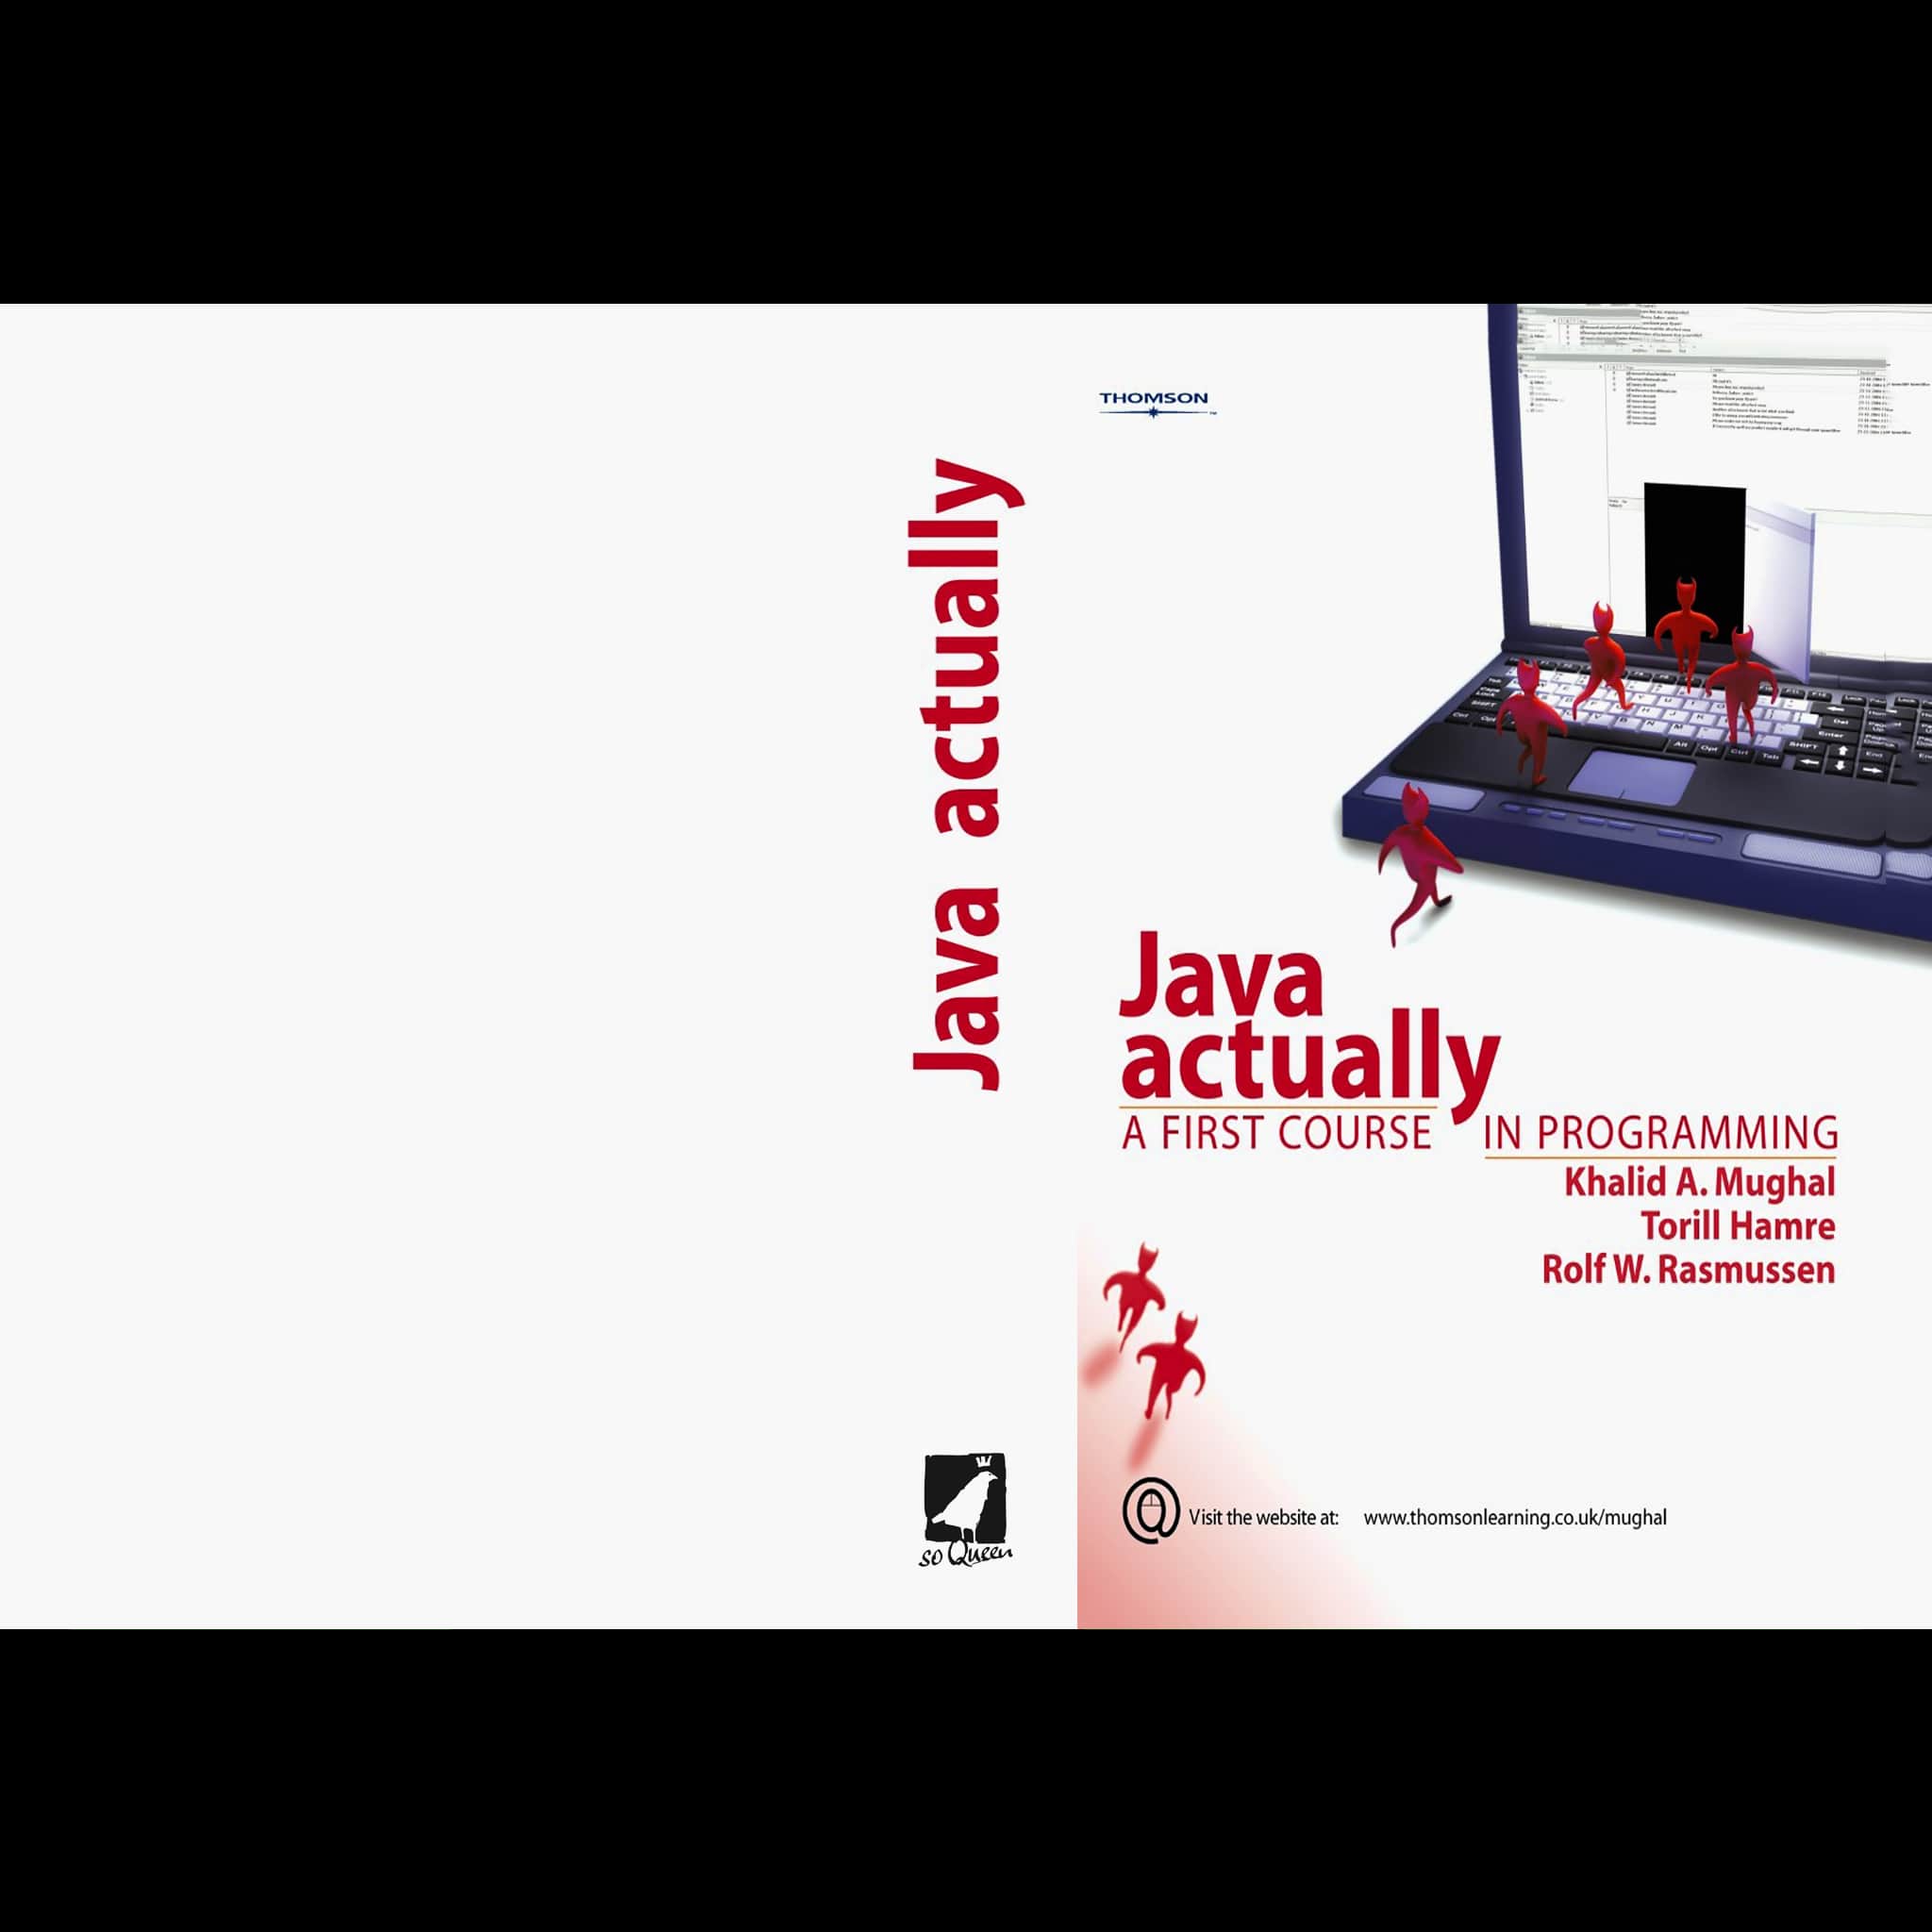 THOMSON
Java actually
Java
actually
A FIRST COURSE IN PROGRAMMING
Khalid A. Mughal
Torill Hamre
Rolf W. Rasmussen
Visit the website at: www.thomsonlearning.co.uk/mughal
so Queen